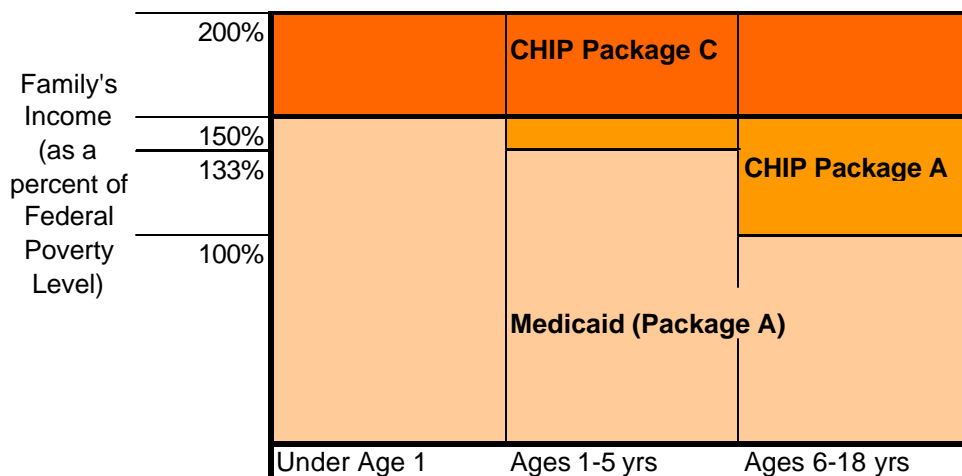 Family's
Income
(as a
percent of
Federal
Poverty
Level)
200%
150%
133%
100%
CHIP Package C
CHIP Package A
Medicaid (Package A)
Under Age 1
Ages 1-5 yrs
Ages 6-18 yrs